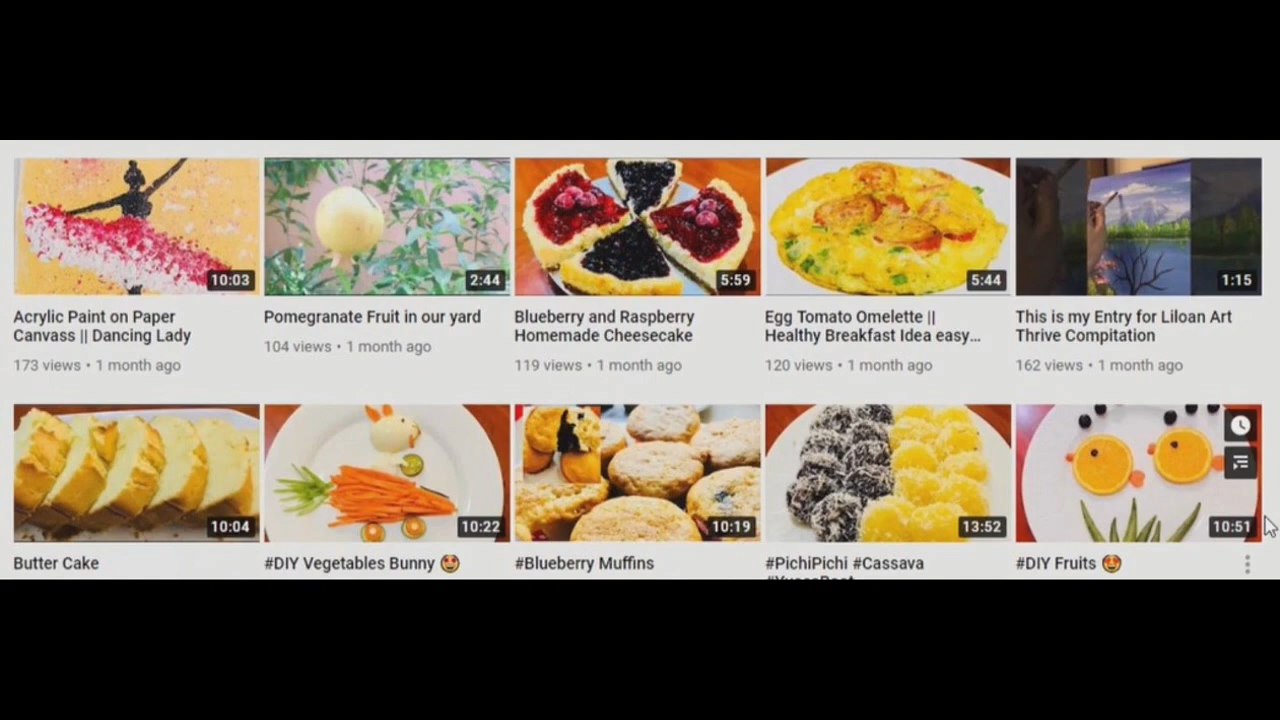 10:03
2:44
5:59
5:44
1:15
Acrylic Paint on Paper
Canvass || Dancing Lady
173 views • 1 month ago
Pomegranate Fruit in our yard
104 views • 1 month ago
Blueberry and Raspberry
Homemade Cheesecake
119 views • 1 month ago
Egg Tomato Omelette ||
Healthy Breakfast Idea easy...
120 views • 1 month ago
This is my Entry for Liloan Art
Thrive Compitation
162 views • 1 month ago
10:04
10:22
10:19
13:52
10:51
Butter Cake
#DIY Vegetables Bunny 🤩
#Blueberry Muffins
#PichiPichi #Cassava
#DIY Fruits 🤩